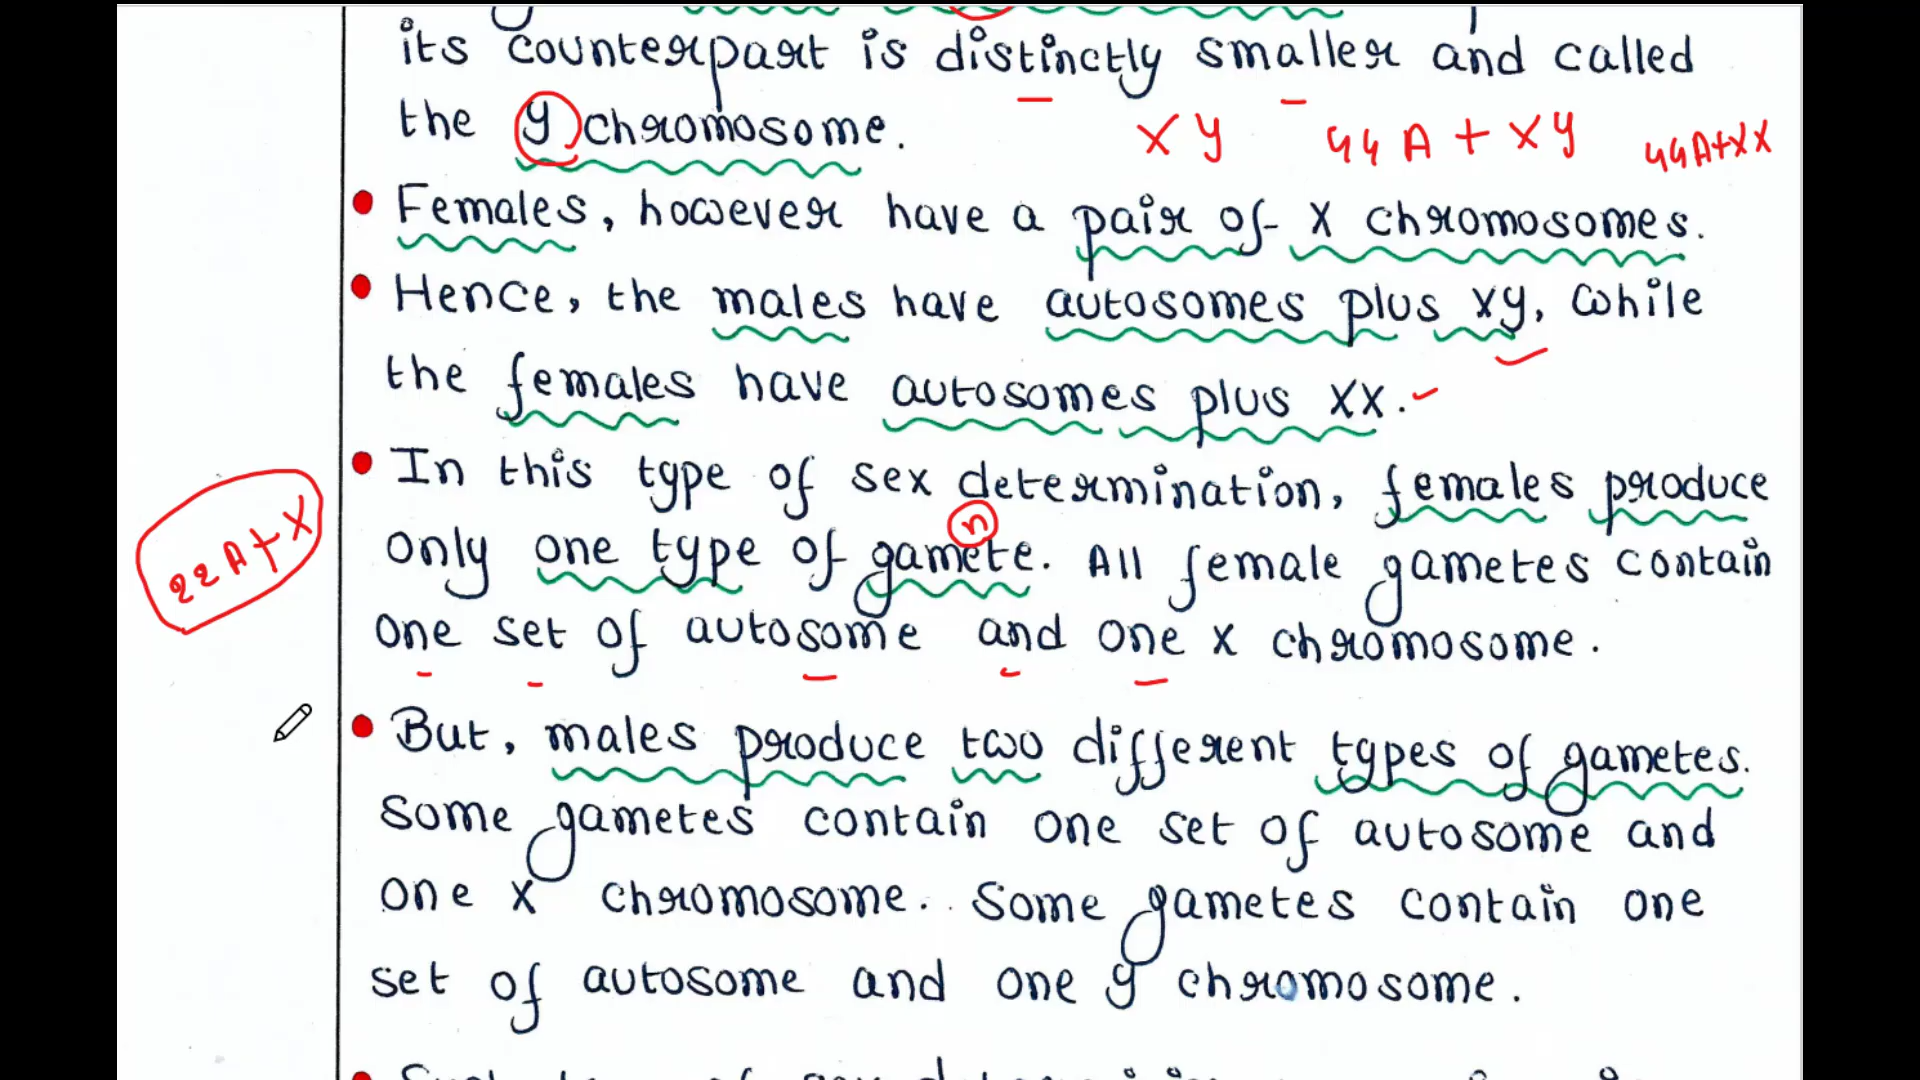 its counterpart is distinctly smaller and called
the y chromosome.
XY 44A+XY 44A+XX
• Females, however have a pair of X chromosomes.
• Hence, the males have autosomes plus xy, while
the females have autosomes plus XX.
• In this type of sex determination, females produce
n
only one type of gamete. All female gametes contain
22A+X
one set of autosome and one x chromosome.
• But, males produce two different types of gametes.
Some gametes contain one set of autosome and
one X chromosome. Some gametes contain one
set of autosome and one y chromosome.